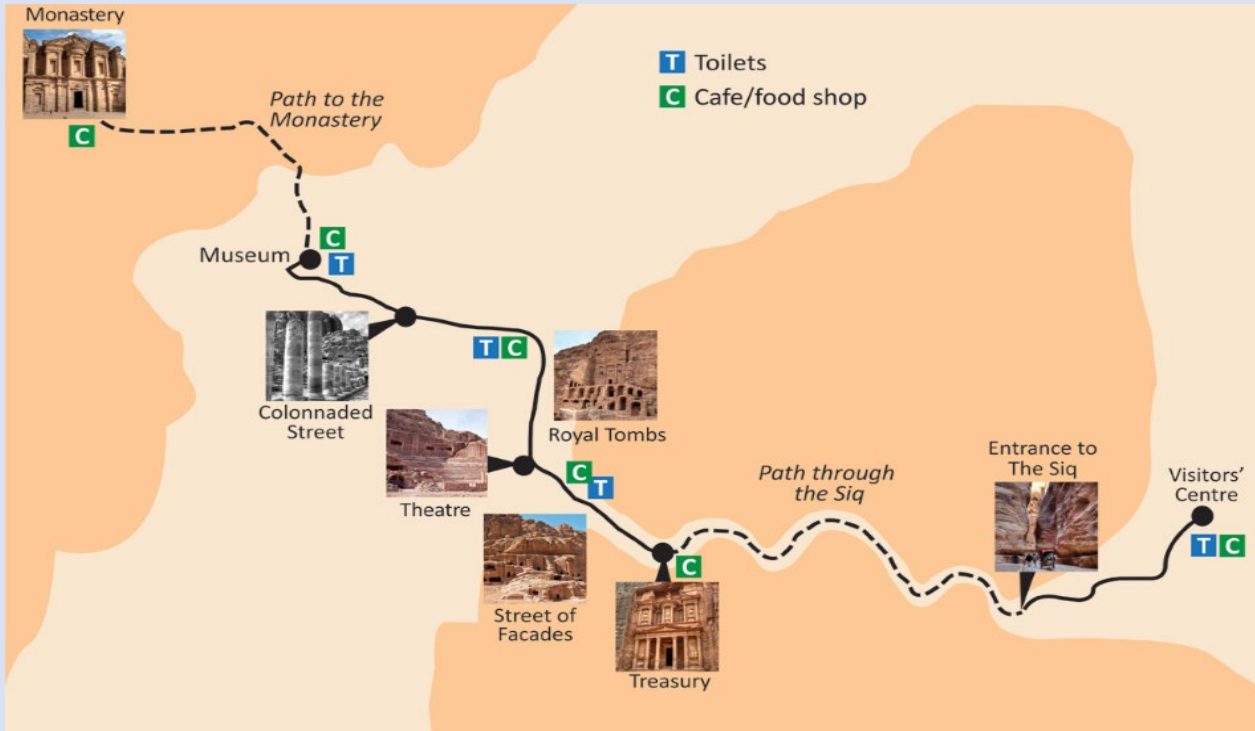 Monastery
T Toilets
C Cafe/food shop
Path to the
Monastery
C
C
Museum
T
T C
Colonnaded
Street
Royal Tombs
Entrance to
The Siq
Path through
the Siq
Visitors'
Centre
C
T
Theatre
T C
C
Street of
Facades
Treasury